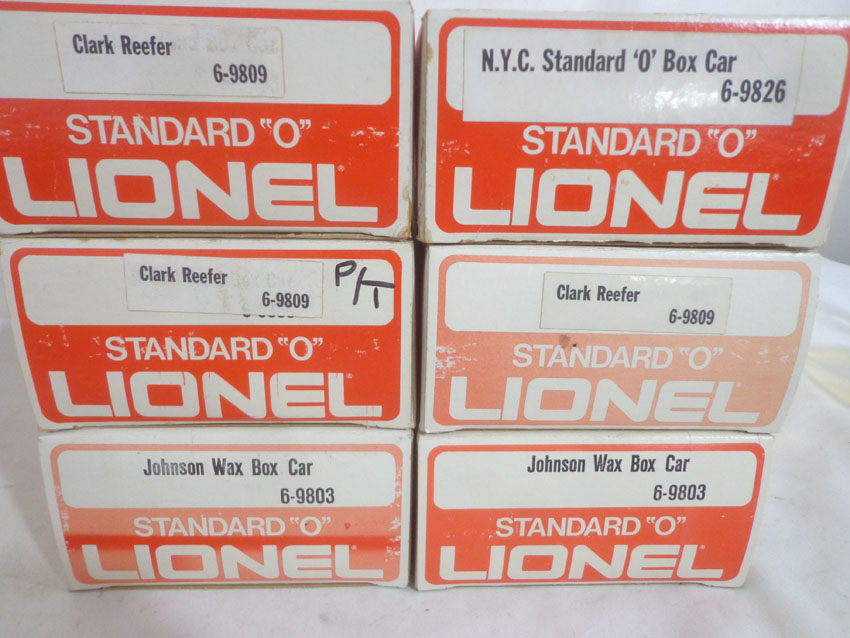 Clark Reefer
6-9809
STANDARD "O"
LIONEL
N.Y.C. Standard 'O' Box Car
6-9826
STANDARD "O"
LIONEL
Clark Reefer
6-9809
P/T
STANDARD "O"
LIONEL
Clark Reefer
6-9809
STANDARD "O"
LIONEL
Johnson Wax Box Car
6-9803
STANDARD "O"
LIONEL
Johnson Wax Box Car
6-9803
STANDARD "O"
LIONEL